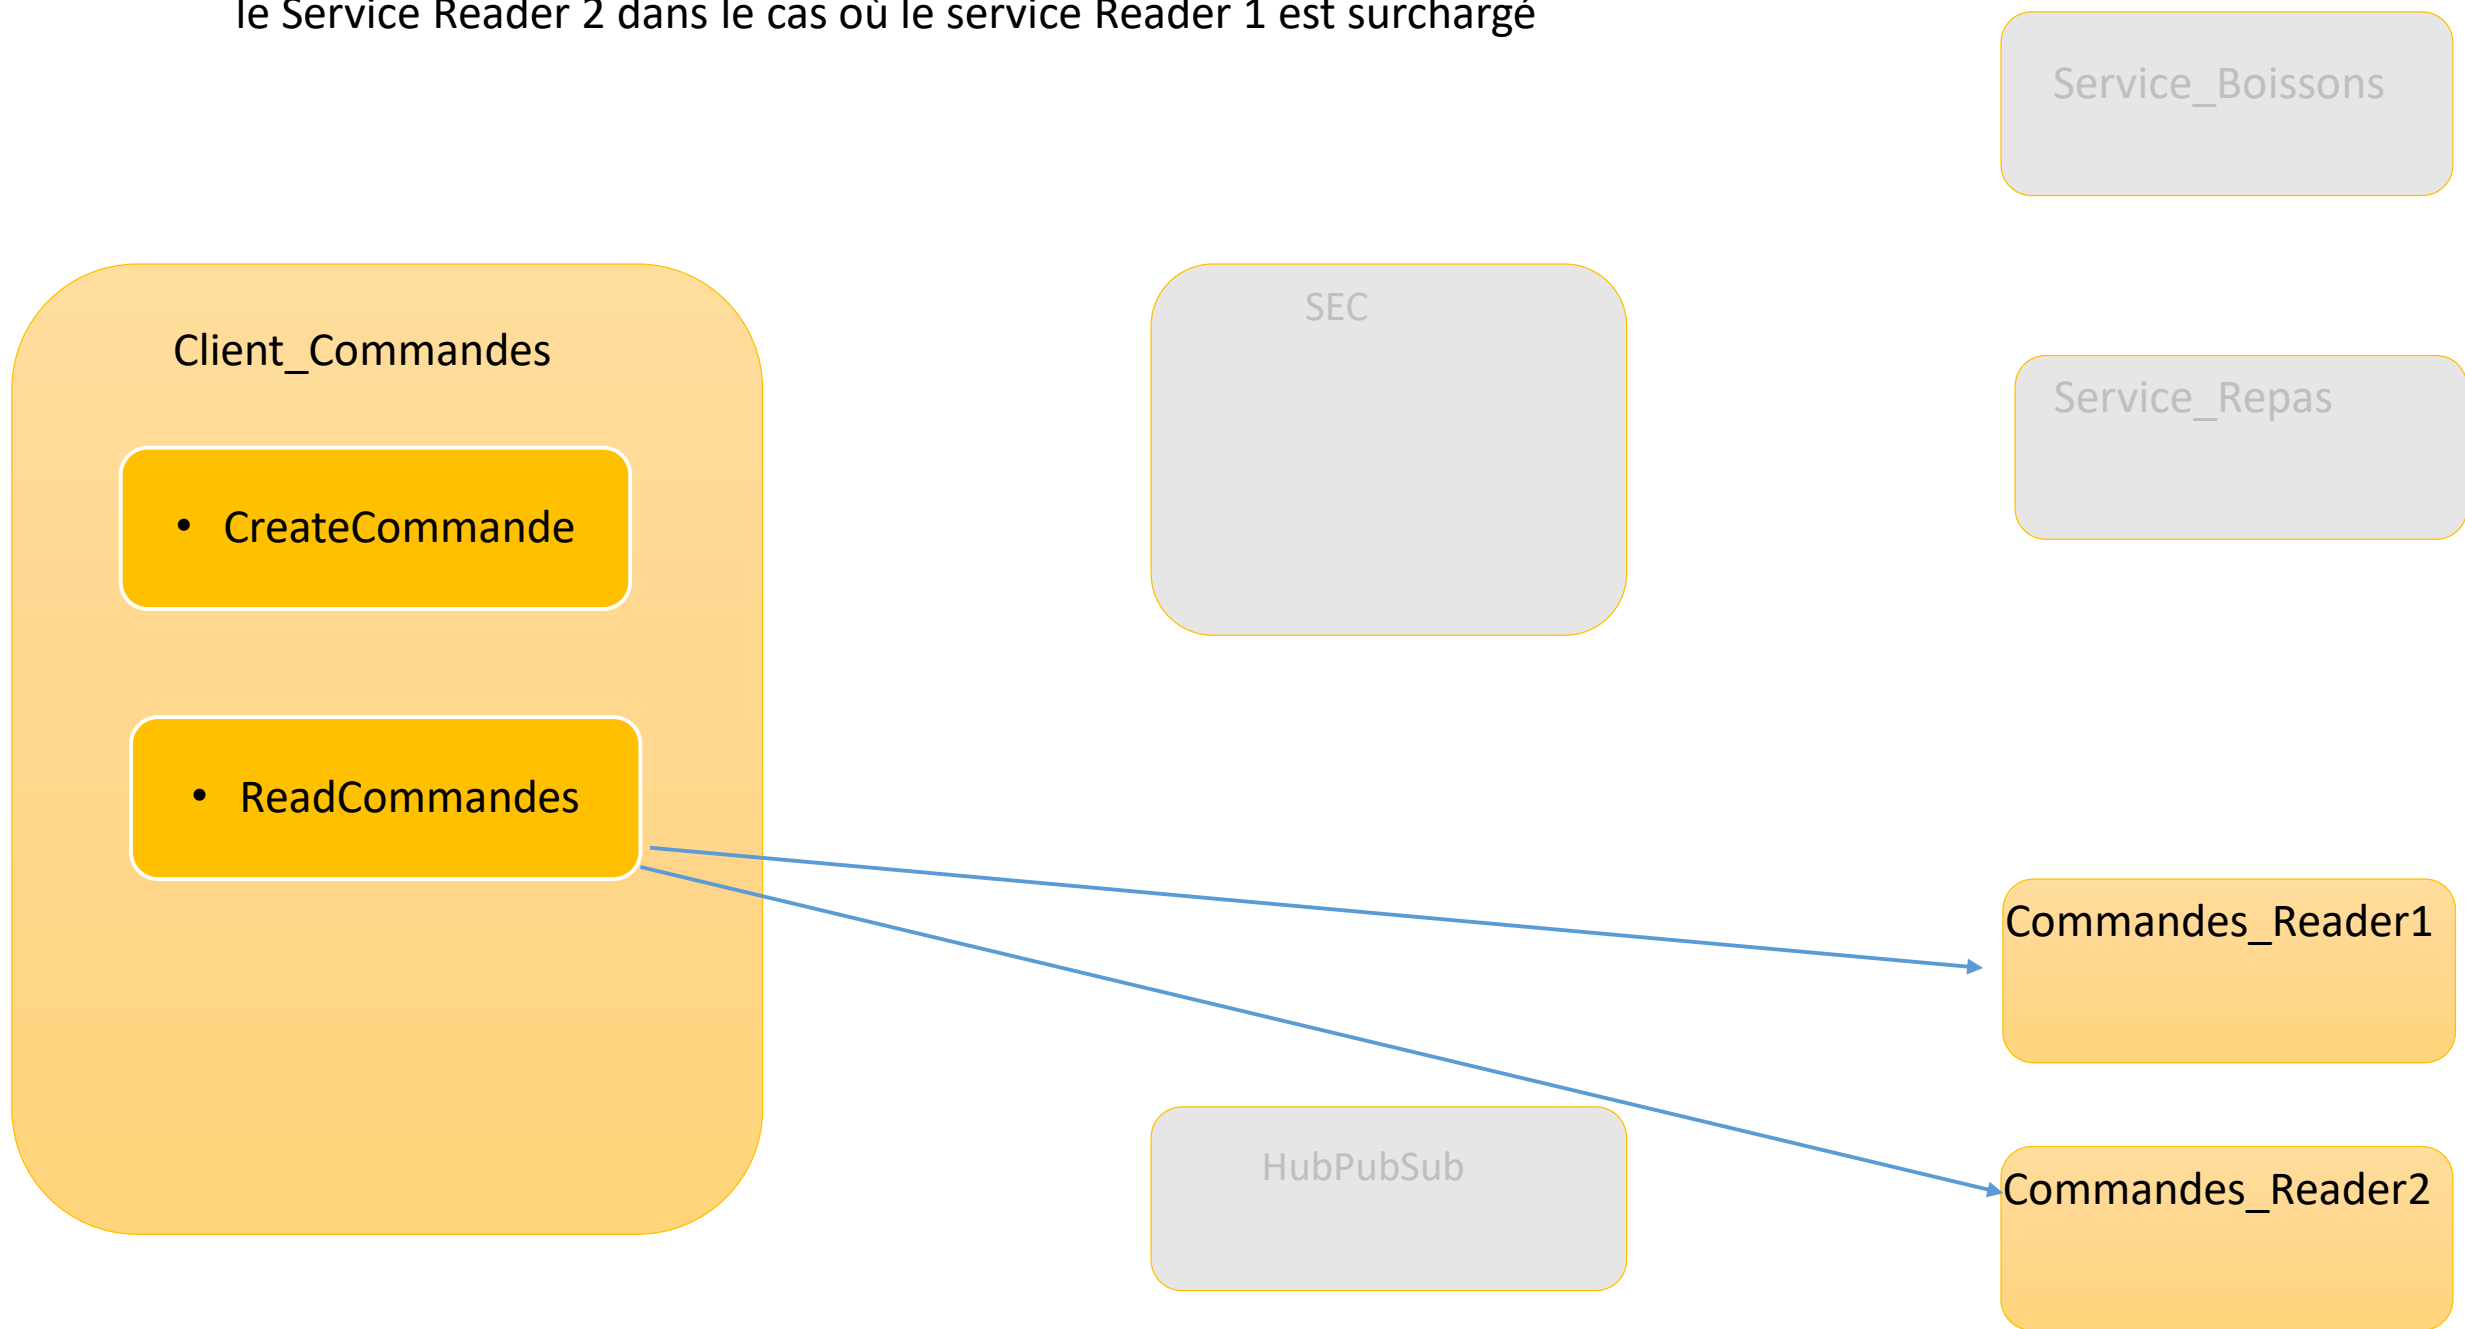 le Service Reader 2 dans le cas où le service Reader 1 est surchargé
Service_Boissons
SEC
Client_Commandes
Service_Repas
• CreateCommande
• ReadCommandes
Commandes_Reader1
HubPubSub
Commandes_Reader2